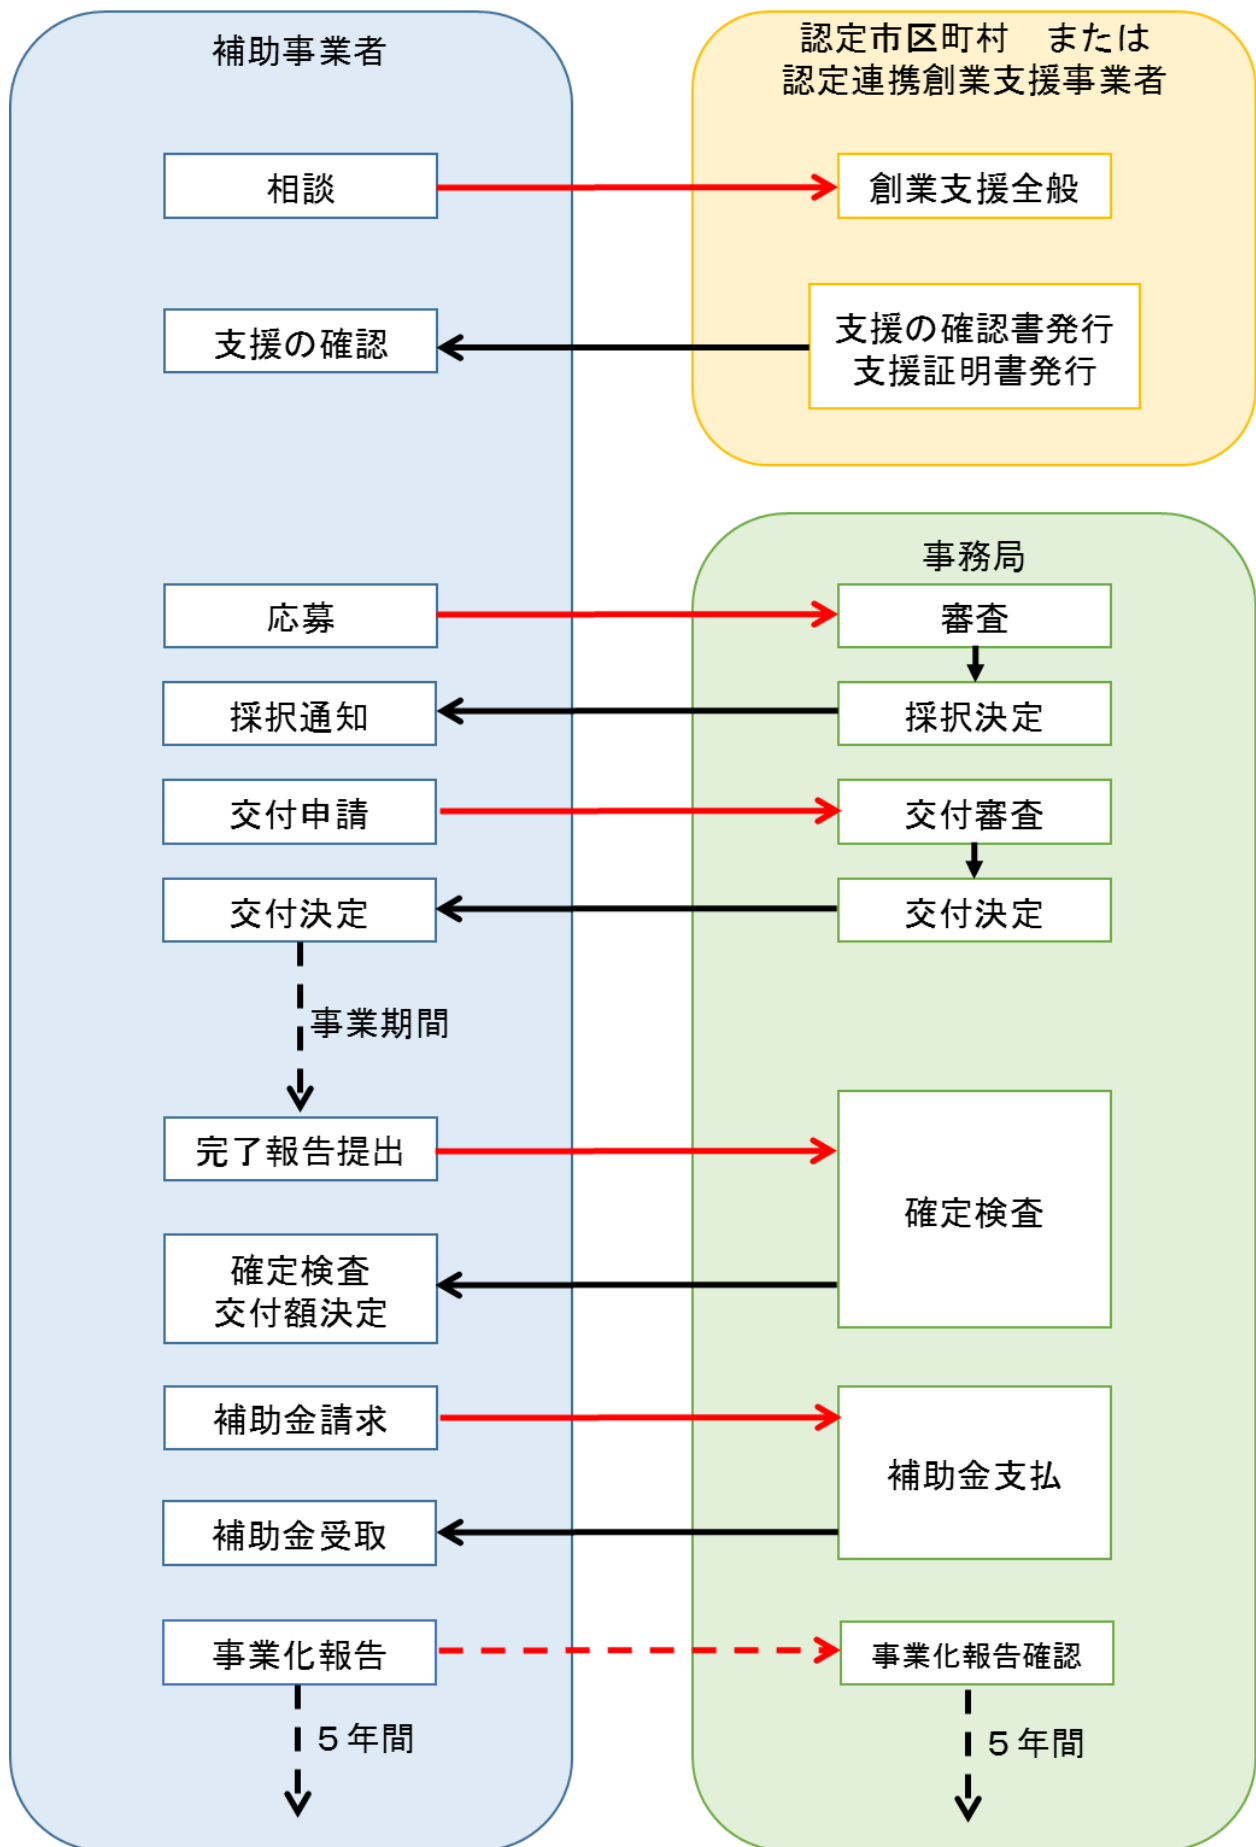 補助事業者
認定市区町村　または
認定連携創業支援事業者
相談
創業支援全般
支援の確認
支援の確認書発行
支援証明書発行
事務局
応募
審査
採択通知
採択決定
交付申請
交付審査
交付決定
交付決定
事業期間
完了報告提出
確定検査
確定検査
交付額決定
補助金請求
補助金支払
補助金受取
事業化報告
事業化報告確認
５年間
５年間